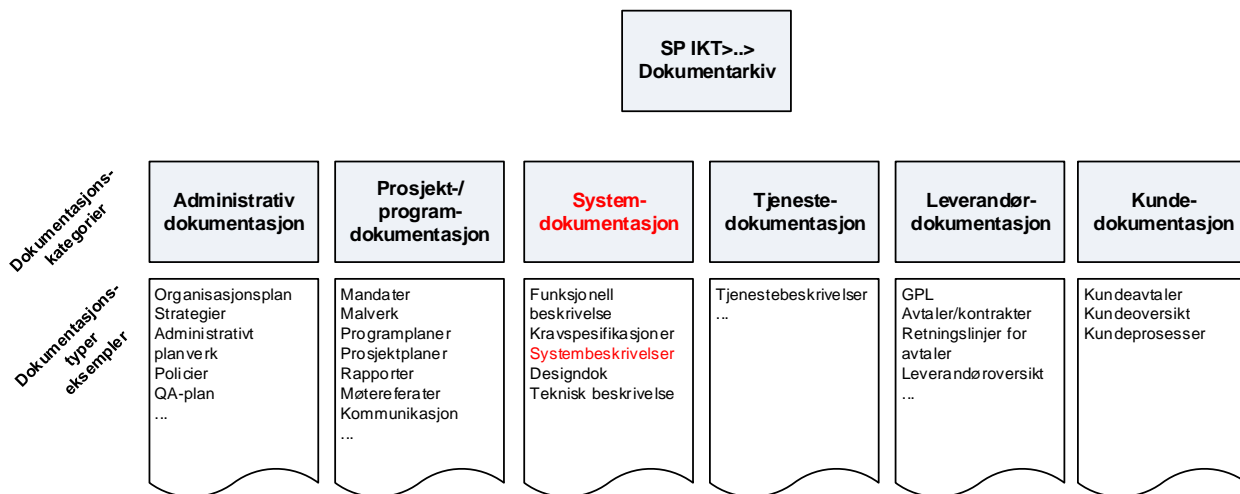 SP IKT>..>
Dokumentarkiv
Dokumentasjons-
kategorier
Administrativ
dokumentasjon
Prosjekt-/
program-
dokumentasjon
System-
dokumentasjon
Tjeneste-
dokumentasjon
Leverandør-
dokumentasjon
Kunde-
dokumentasjon
Dokumentasjons-
typer
eksempler
Organisasjonsplan
Strategier
Administrativt
planverk
Policier
QA-plan
...
Mandater
Malverk
Programplaner
Prosjektplaner
Rapporter
Møtereferater
Kommunikasjon
...
Funksjonell
beskrivelse
Kravspesifikasjoner
Systembeskrivelser
Designdok
Teknisk beskrivelse
Tjenestebeskrivelser
...
GPL
Avtaler/kontrakter
Retningslinjer for
avtaler
Leverandøroversikt
...
Kundeavtaler
Kundeoversikt
Kundeprosesser